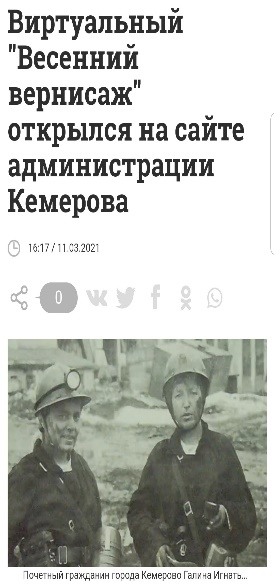 Виртуальный
"Весенний
вернисаж"
открылся на сайте
администрации
Кемерова
16:17 / 11.03.2021
0
Почетный гражданин города Кемерово Галина Игнать...